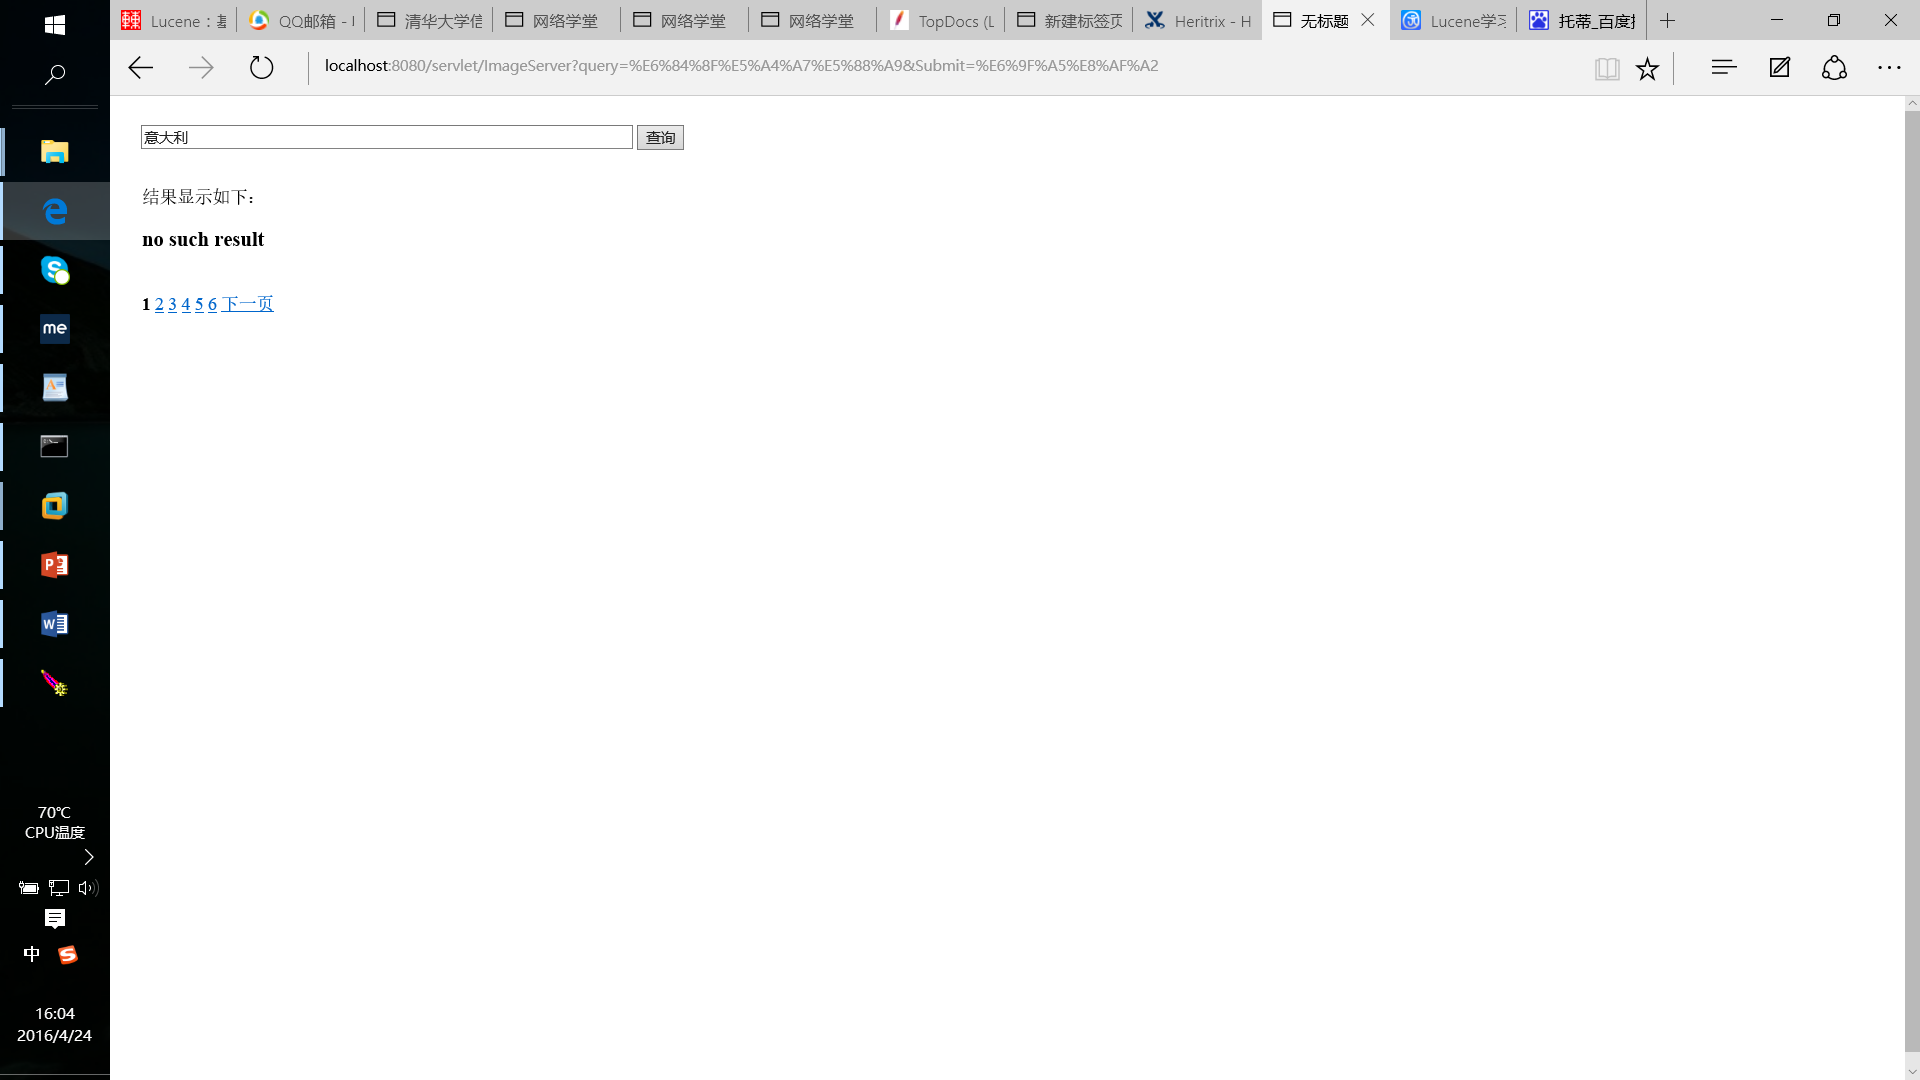 Lucene：基
QQ邮箱 - I
清华大学信
网络学堂
网络学堂
网络学堂
TopDocs (L
新建标签页
Heritrix - H
无标题
Lucene学习
托蒂_百度搜
localhost:8080/servlet/ImageServer?query=%E6%84%8F%E5%A4%A7%E5%88%A9&Submit=%E6%9F%A5%E8%AF%A2
意大利
查询
结果显示如下：
no such result
1 2 3 4 5 6 下一页
me
70℃
CPU温度
中
16:04
2016/4/24